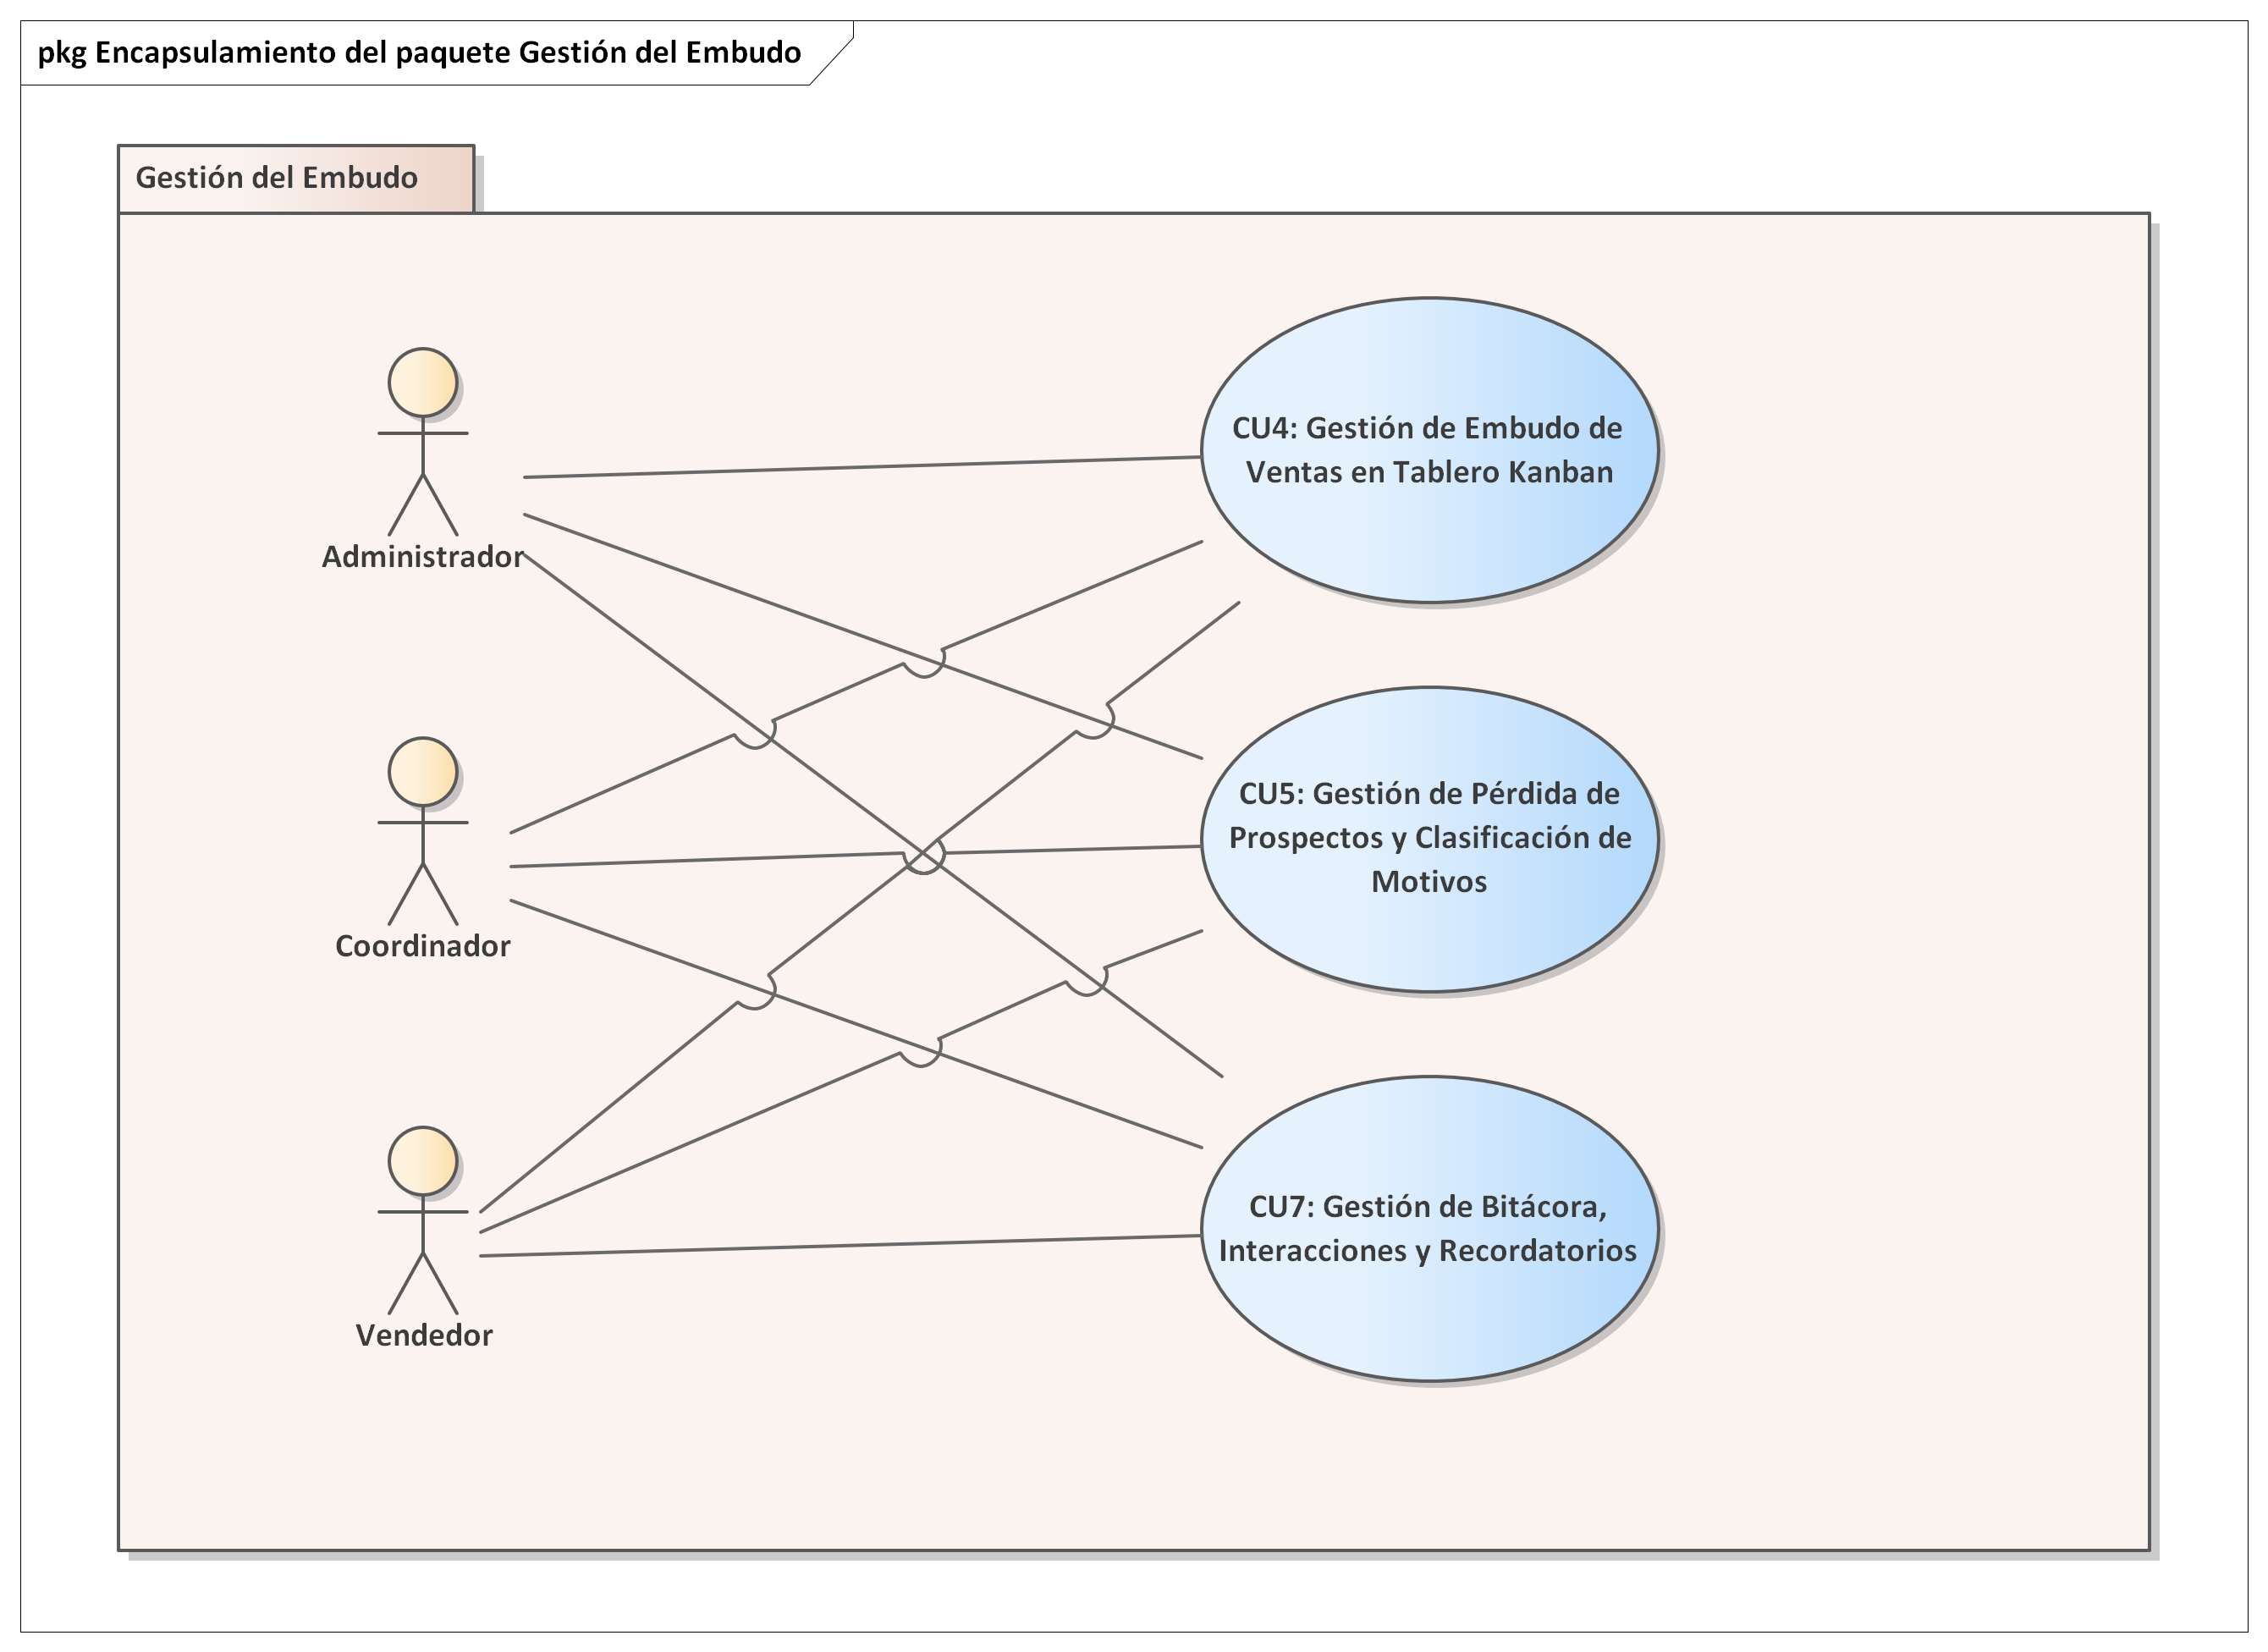 pkg Encapsulamiento del paquete Gestión del Embudo
Gestión del Embudo
Administrador
CU4: Gestión de Embudo de
Ventas en Tablero Kanban
Coordinador
CU5: Gestión de Pérdida de
Prospectos y Clasificación de
Motivos
Vendedor
CU7: Gestión de Bitácora,
Interacciones y Recordatorios